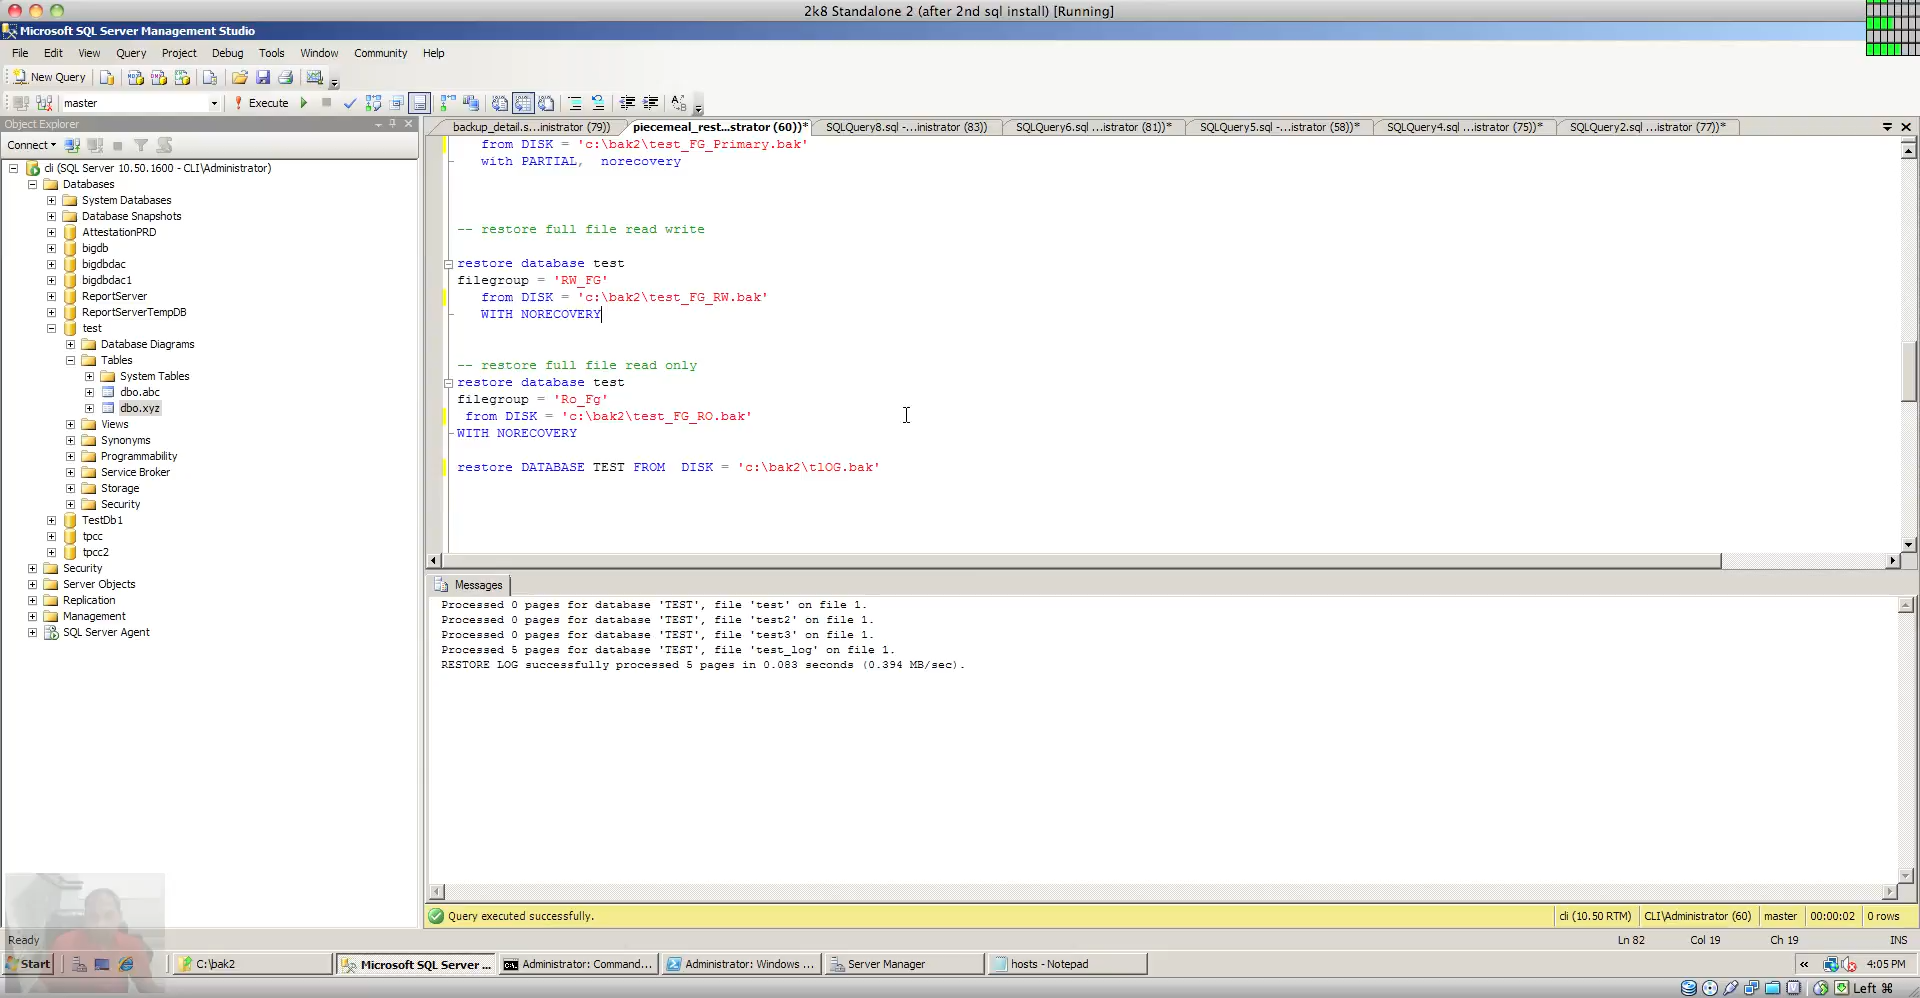 2k8 Standalone 2 (after 2nd sql install) [Running]
Microsoft SQL Server Management Studio
File Edit View Query Project Debug Tools Window Community Help
New Query
master
Execute
Object Explorer
Connect
cli (SQL Server 10.50.1600 - CLI\Administrator)
Databases
System Databases
Database Snapshots
AttestationPRD
bigdb
bigdbdac
bigdbdac1
ReportServer
ReportServerTempDB
test
Database Diagrams
Tables
System Tables
dbo.abc
dbo.xyz
Views
Synonyms
Programmability
Service Broker
Storage
Security
TestDb1
tpcc
tpcc2
Security
Server Objects
Replication
Management
SQL Server Agent
backup_detail.s...inistrator (79))
piecemeal_rest...strator (60))*
SQLQuery8.sql -...inistrator (83))
SQLQuery6.sql ...istrator (81))*
SQLQuery5.sql -...istrator (58))*
SQLQuery4.sql ...istrator (75))*
SQLQuery2.sql ...istrator (77))*
from DISK = 'c:\bak2\test_FG_Primary.bak'
with PARTIAL, norecovery
-- restore full file read write
restore database test
filegroup = 'RW_FG'
from DISK = 'c:\bak2\test_FG_RW.bak'
WITH NORECOVERY
-- restore full file read only
restore database test
filegroup = 'Ro_Fg'
from DISK = 'c:\bak2\test_FG_RO.bak'
WITH NORECOVERY
restore DATABASE TEST FROM DISK = 'c:\bak2\tlOG.bak'
Messages
Processed 0 pages for database 'TEST', file 'test' on file 1.
Processed 0 pages for database 'TEST', file 'test2' on file 1.
Processed 0 pages for database 'TEST', file 'test3' on file 1.
Processed 5 pages for database 'TEST', file 'test_log' on file 1.
RESTORE LOG successfully processed 5 pages in 0.083 seconds (0.394 MB/sec).
Query executed successfully.
cli (10.50 RTM) CLI\Administrator (60) master 00:00:02 0 rows
Ready
Ln 82 Col 19 Ch 19 INS
Start
C:\bak2
Microsoft SQL Server ...
Administrator: Command...
Administrator: Windows ...
Server Manager
hosts - Notepad
4:05 PM
Left ⌘